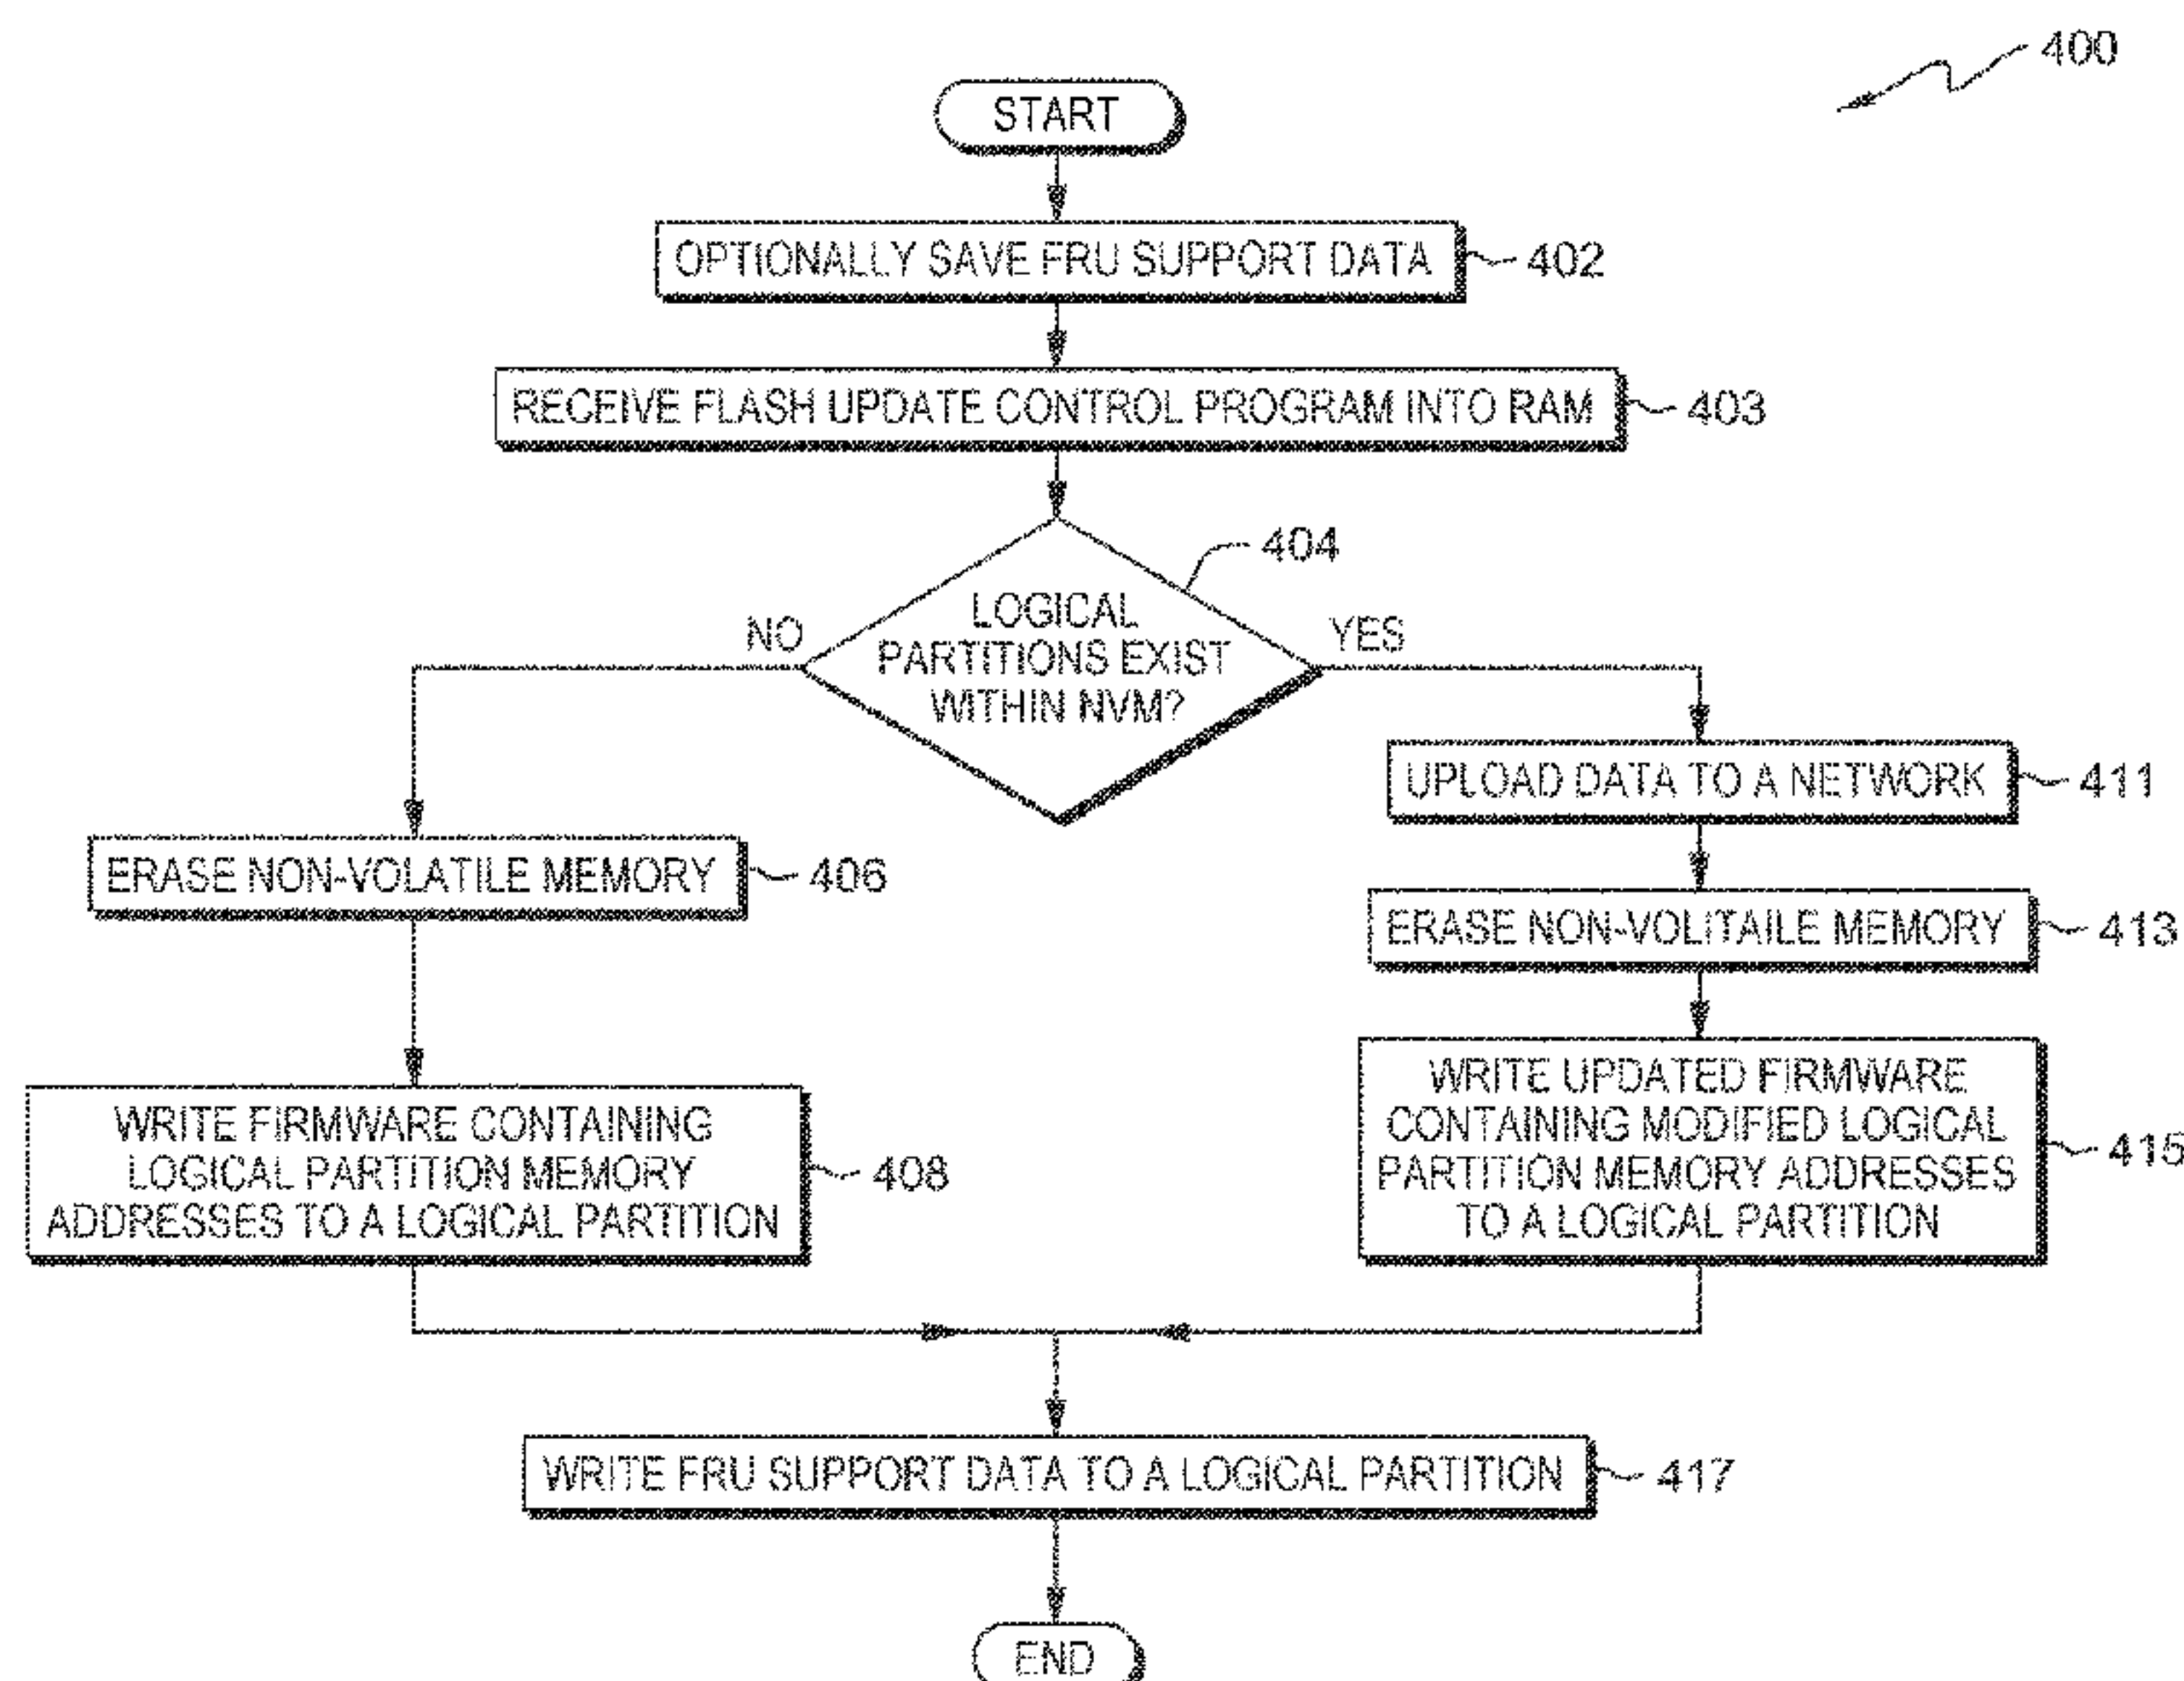 400
START
OPTIONALLY SAVE FRU SUPPORT DATA
402
RECEIVE FLASH UPDATE CONTROL PROGRAM INTO RAM
403
404
LOGICAL
PARTITIONS EXIST
WITHIN NVM?
NO
YES
UPLOAD DATA TO A NETWORK
411
ERASE NON-VOLATILE MEMORY
406
ERASE NON-VOLITAILE MEMORY
413
WRITE FIRMWARE CONTAINING
LOGICAL PARTITION MEMORY
ADDRESSES TO A LOGICAL PARTITION
408
WRITE UPDATED FIRMWARE
CONTAINING MODIFIED LOGICAL
PARTITION MEMORY ADDRESSES
TO A LOGICAL PARTITION
415
WRITE FRU SUPPORT DATA TO A LOGICAL PARTITION
417
END